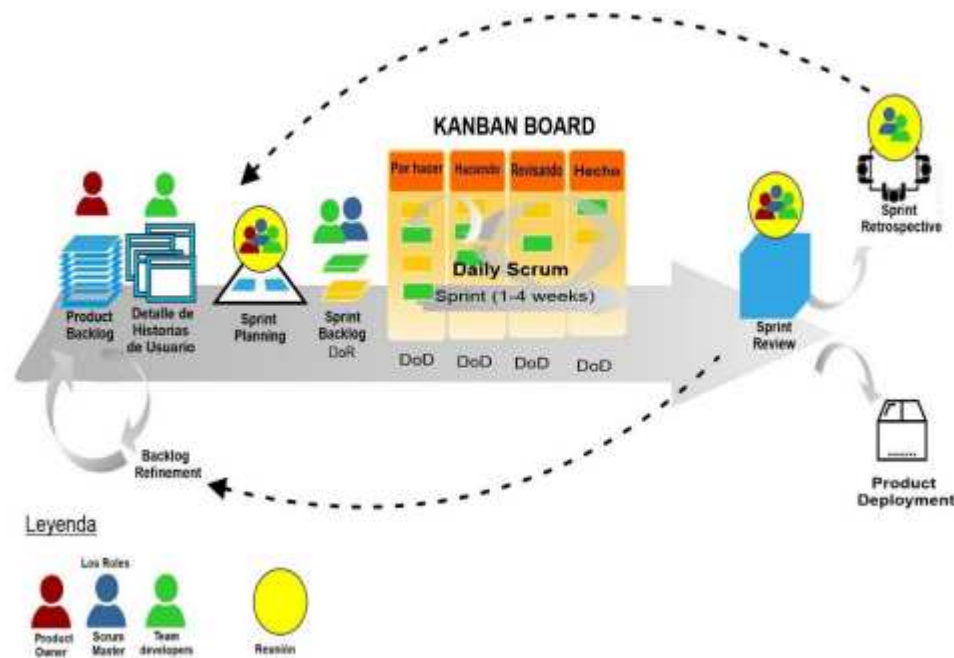 KANBAN BOARD
Por hacer
Haciendo
Revisando
Hecho
Daily Scrum
Sprint (1-4 weeks)
DoD
DoD
DoD
DoD
Product
Backlog
Detalle de
Historias
de Usuario
Sprint
Planning
Sprint
Backlog
DoR
Sprint
Review
Sprint
Retrospective
Product
Deployment
Backlog
Refinement
Leyenda
Los Roles
Product
Owner
Scrum
Master
Team
developers
Reunión